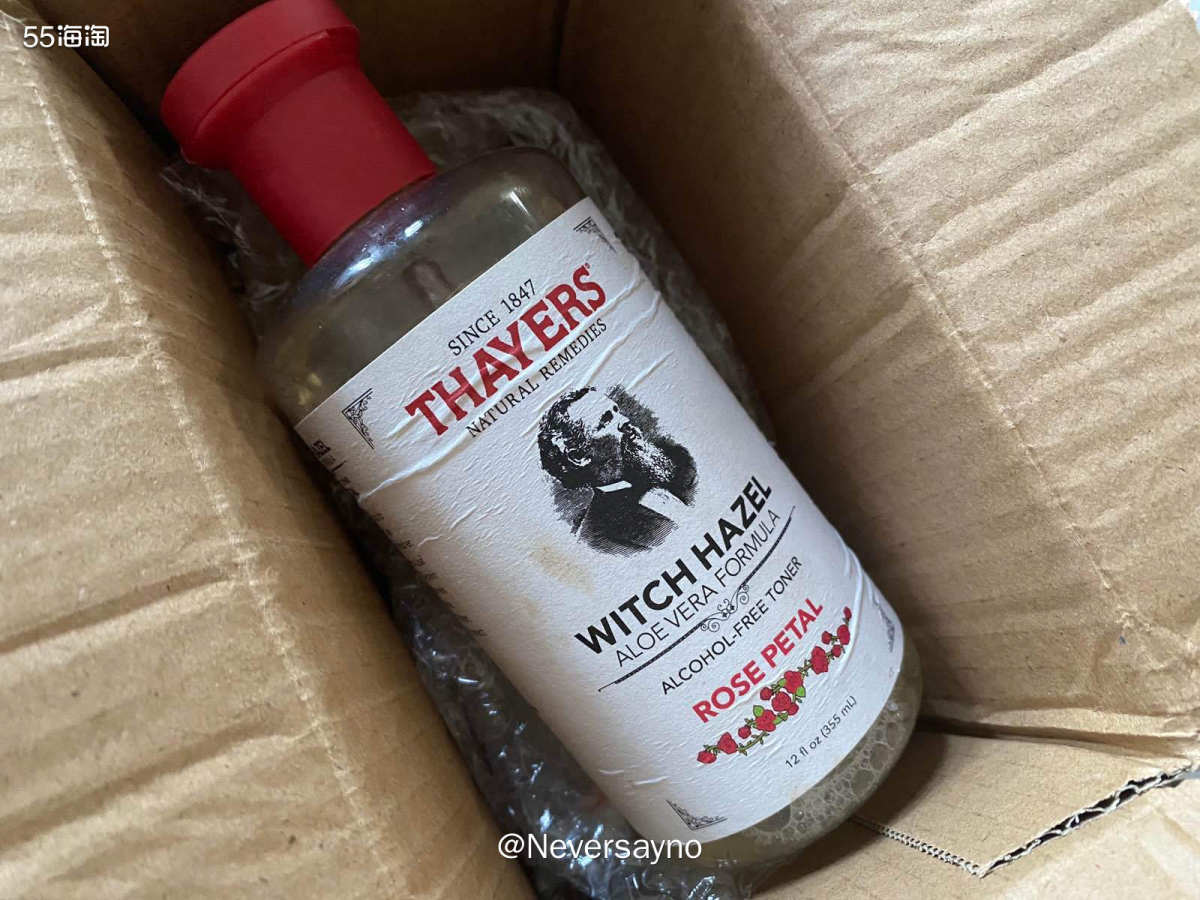 55海淘
SINCE 1847
THAYERS®
NATURAL REMEDIES
WITCH HAZEL
ALOE VERA FORMULA
ALCOHOL-FREE TONER
ROSE PETAL
12 fl oz (355 mL)
@Neversayno